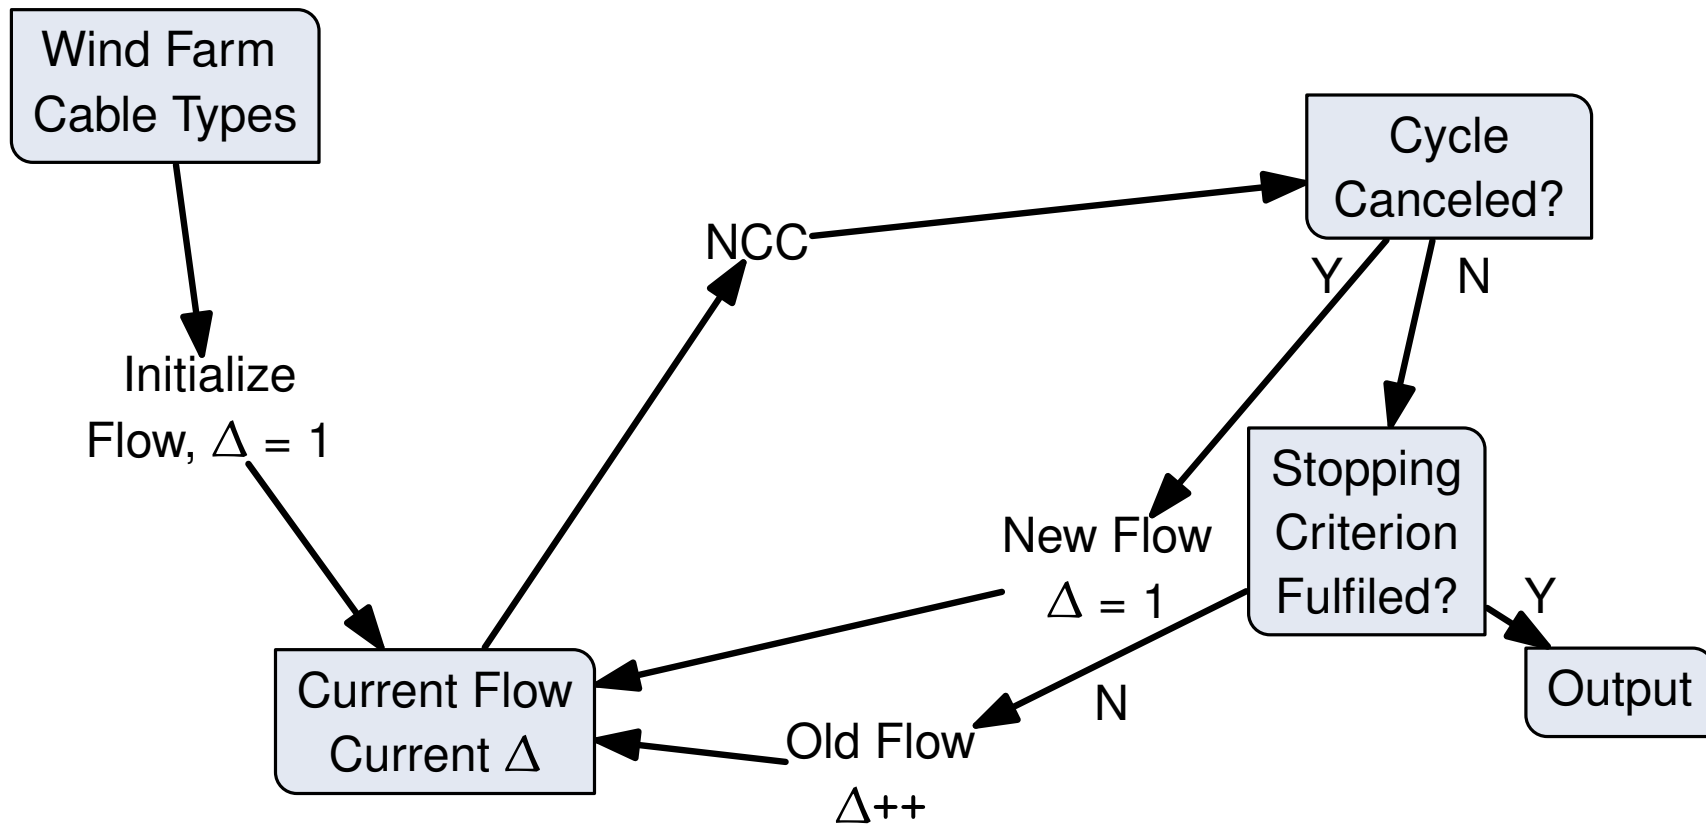 Wind Farm
Cable Types
Initialize
Flow, Δ = 1
Current Flow
Current Δ
NCC
Cycle
Canceled?
Y
N
New Flow
Δ = 1
Stopping
Criterion
Fulfiled?
Y
N
Old Flow
Δ++
Output